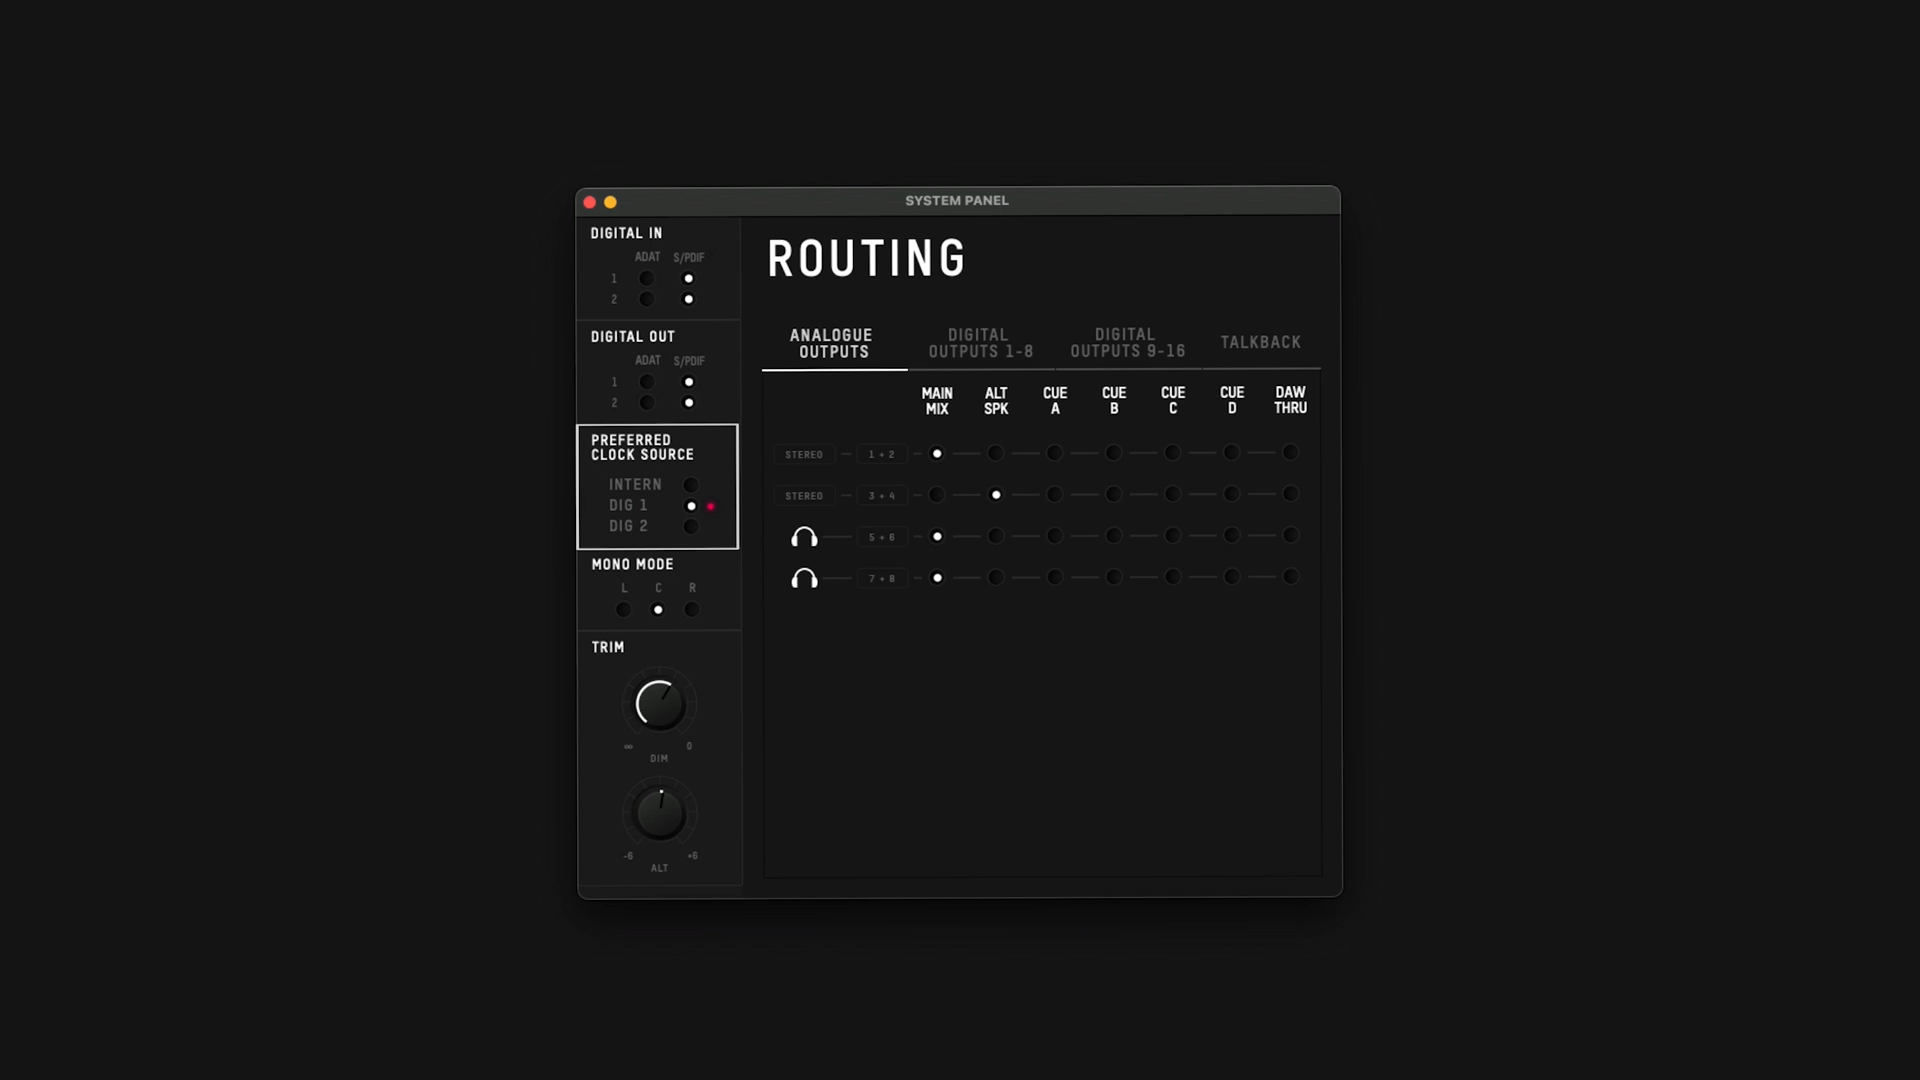 SYSTEM PANEL
DIGITAL IN
ADAT S/PDIF
1
2
DIGITAL OUT
ADAT S/PDIF
1
2
PREFERRED
CLOCK SOURCE
INTERN
DIG 1
DIG 2
MONO MODE
L C R
TRIM
∞ 0
DIM
-6 +6
ALT
ROUTING
ANALOGUE
OUTPUTS
DIGITAL
OUTPUTS 1-8
DIGITAL
OUTPUTS 9-16
TALKBACK
MAIN
MIX
ALT
SPK
CUE
A
CUE
B
CUE
C
CUE
D
DAW
THRU
STEREO 1 + 2
STEREO 3 + 4
5 + 6
7 + 8